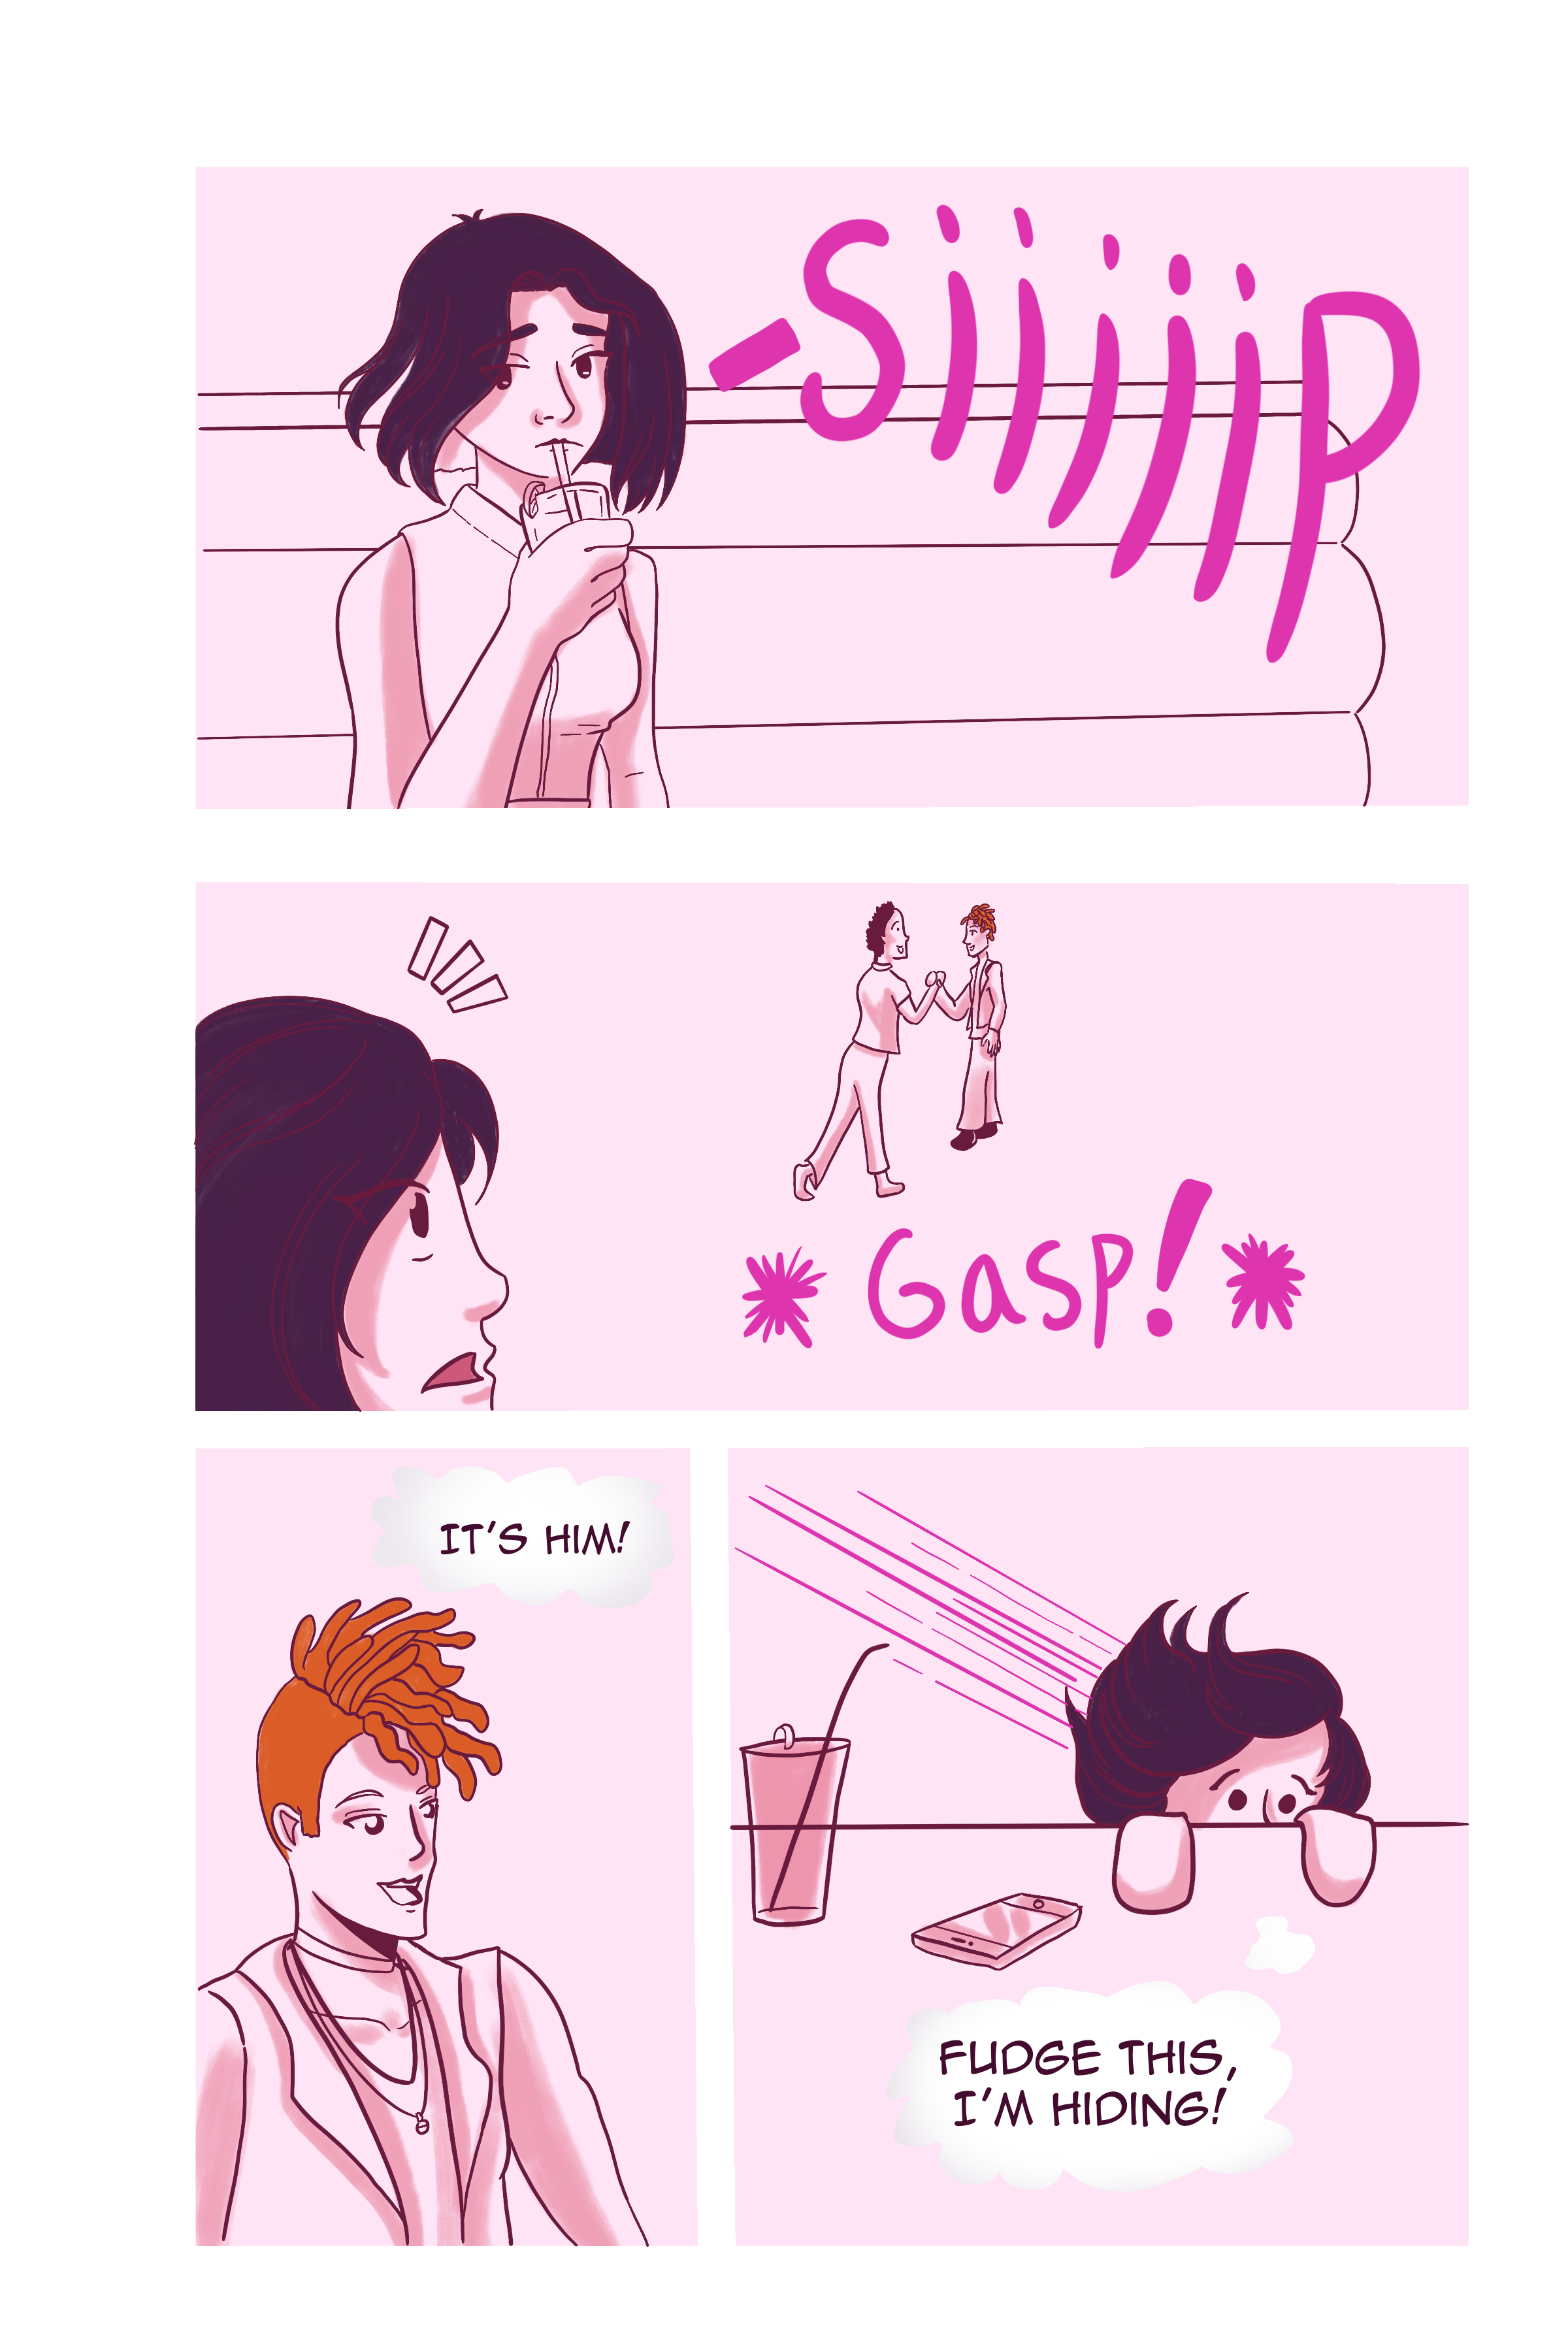 -Siiiiip
* Gasp! *
IT'S HIM!
FUDGE THIS,
I'M HIDING!